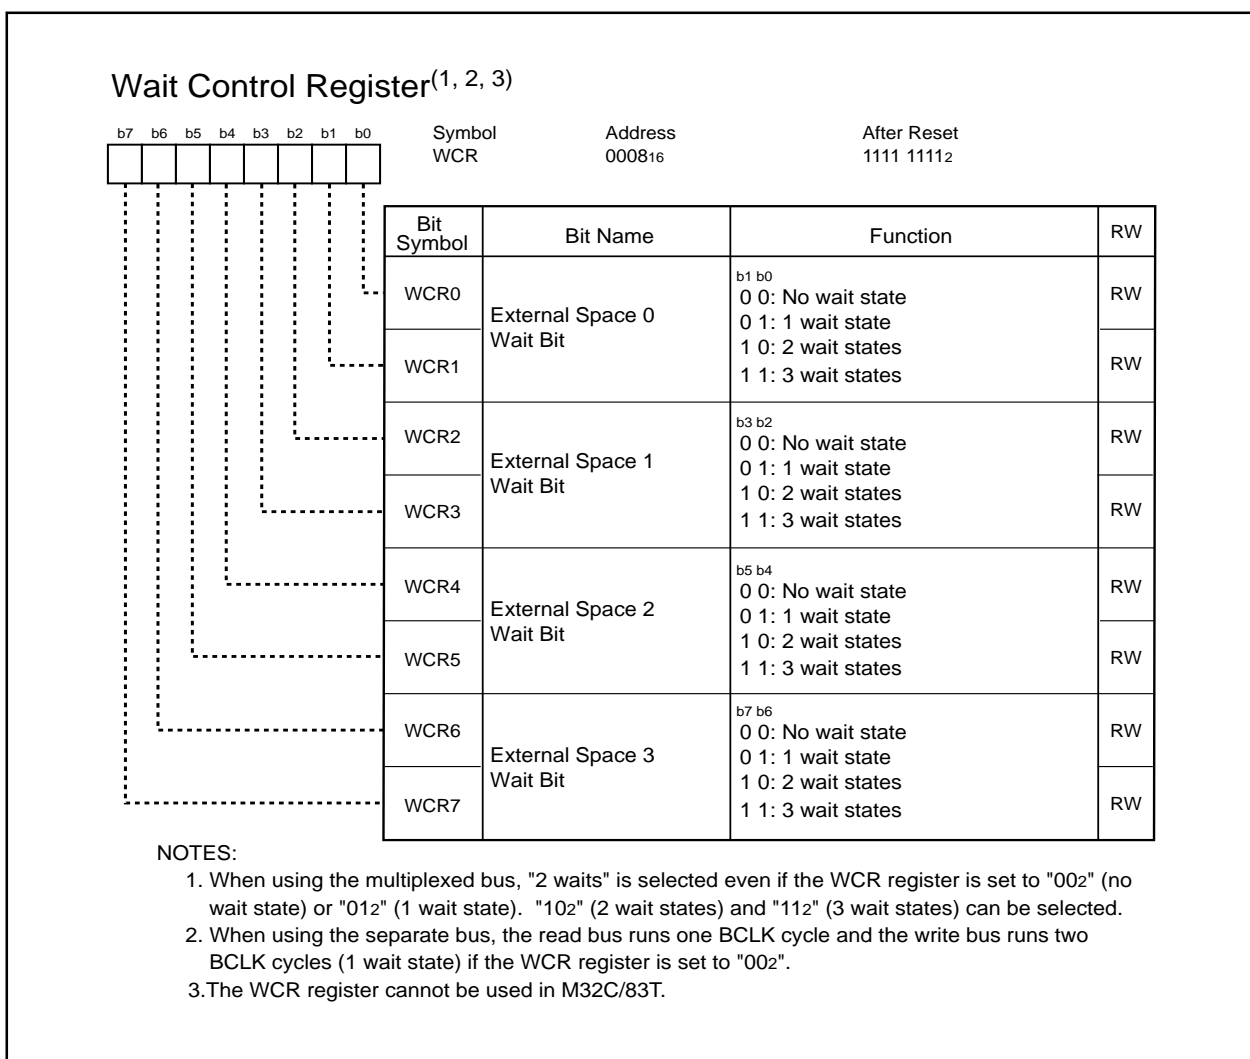 Wait Control Register(1, 2, 3)
b7 b6 b5 b4 b3 b2 b1 b0
Symbol Address After Reset
WCR 000816 1111 11112
Bit Symbol Bit Name Function RW
WCR0 External Space 0 Wait Bit b1 b0 RW
0 0: No wait state
0 1: 1 wait state
1 0: 2 wait states
WCR1 1 1: 3 wait states RW
WCR2 External Space 1 Wait Bit b3 b2 RW
0 0: No wait state
0 1: 1 wait state
1 0: 2 wait states
WCR3 1 1: 3 wait states RW
WCR4 External Space 2 Wait Bit b5 b4 RW
0 0: No wait state
0 1: 1 wait state
1 0: 2 wait states
WCR5 1 1: 3 wait states RW
WCR6 External Space 3 Wait Bit b7 b6 RW
0 0: No wait state
0 1: 1 wait state
1 0: 2 wait states
WCR7 1 1: 3 wait states RW
NOTES:
1. When using the multiplexed bus, "2 waits" is selected even if the WCR register is set to "002" (no
wait state) or "012" (1 wait state). "102" (2 wait states) and "112" (3 wait states) can be selected.
2. When using the separate bus, the read bus runs one BCLK cycle and the write bus runs two
BCLK cycles (1 wait state) if the WCR register is set to "002".
3.The WCR register cannot be used in M32C/83T.